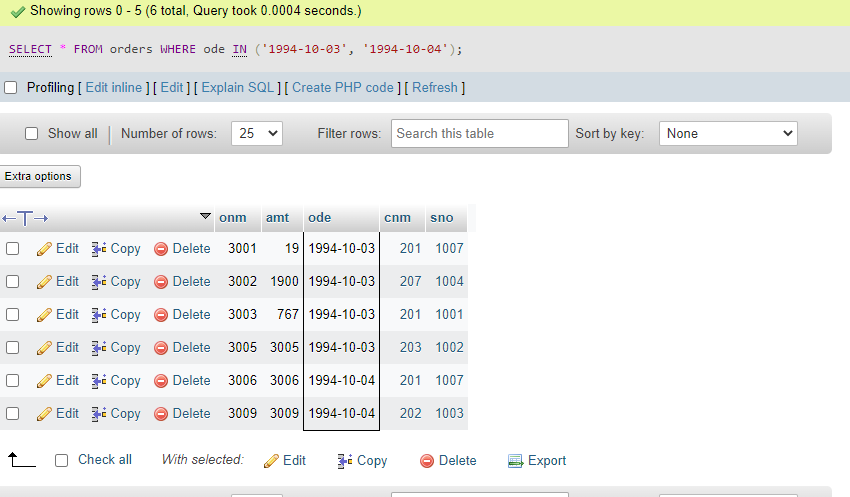 Showing rows 0 - 5 (6 total, Query took 0.0004 seconds.)
SELECT * FROM orders WHERE ode IN ('1994-10-03', '1994-10-04');
Profiling [ Edit inline ] [ Edit ] [ Explain SQL ] [ Create PHP code ] [ Refresh ]
Show all Number of rows: 25 Filter rows: Search this table Sort by key: None
Extra options
onm amt ode cnm sno
Edit Copy Delete 3001 19 1994-10-03 201 1007
Edit Copy Delete 3002 1900 1994-10-03 207 1004
Edit Copy Delete 3003 767 1994-10-03 201 1001
Edit Copy Delete 3005 3005 1994-10-03 203 1002
Edit Copy Delete 3006 3006 1994-10-04 201 1007
Edit Copy Delete 3009 3009 1994-10-04 202 1003
Check all With selected: Edit Copy Delete Export